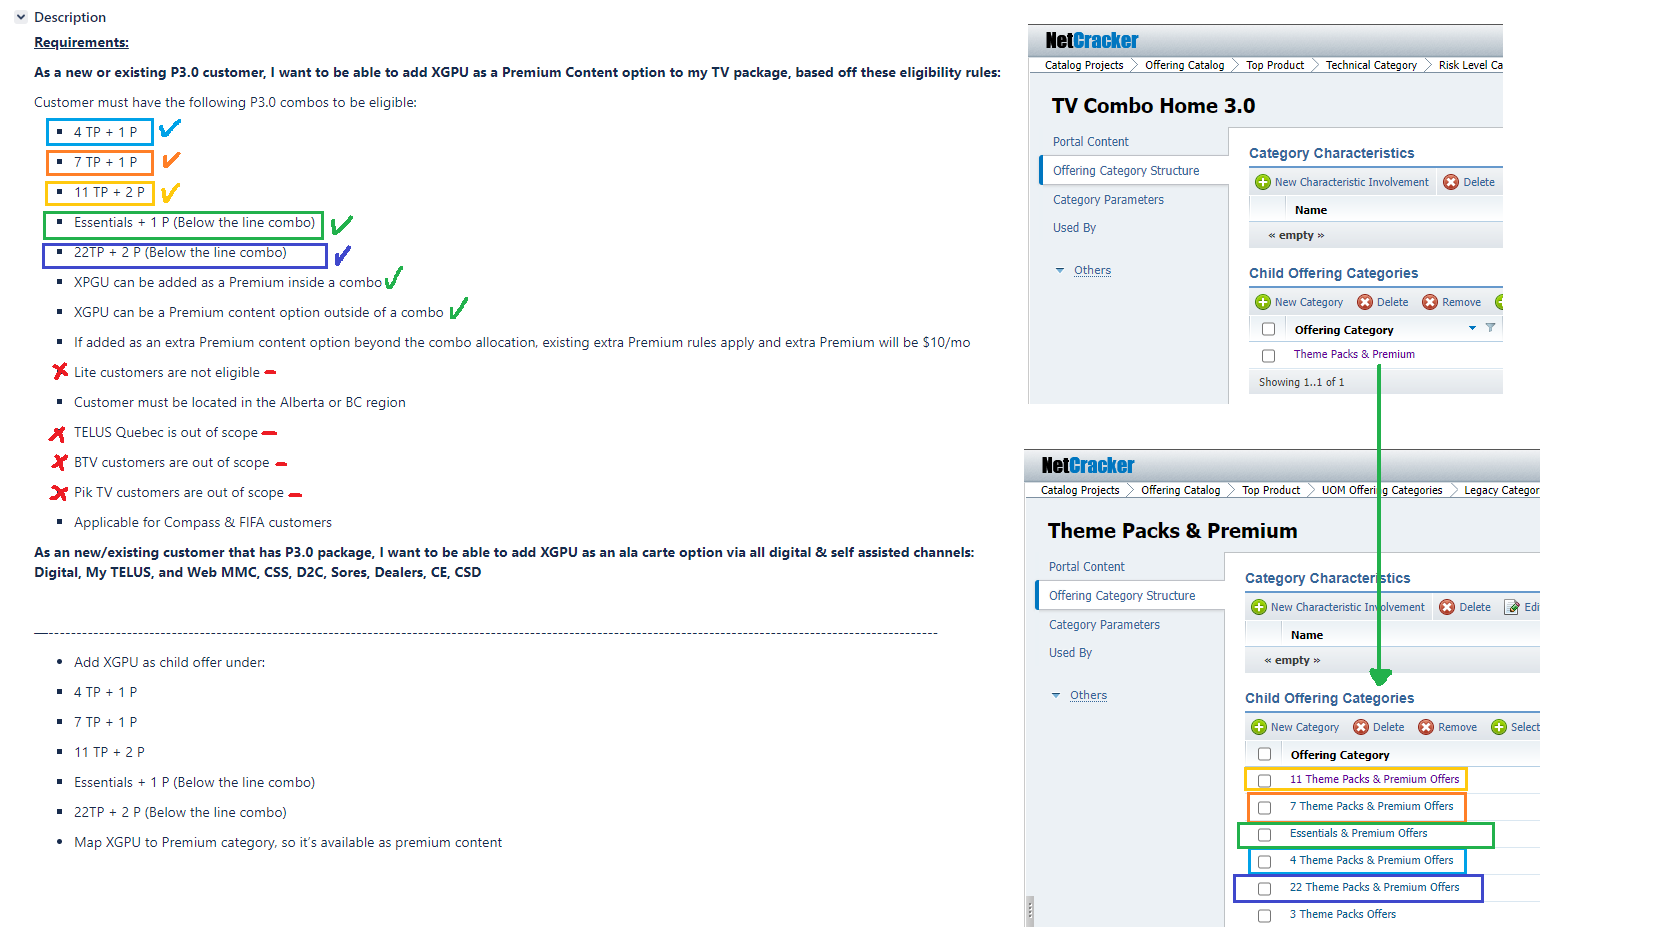 Description
Requirements:
As a new or existing P3.0 customer, I want to be able to add XGPU as a Premium Content option to my TV package, based off these eligibility rules:
Customer must have the following P3.0 combos to be eligible:
4 TP + 1 P
7 TP + 1 P
11 TP + 2 P
Essentials + 1 P (Below the line combo)
22TP + 2 P (Below the line combo)
XPGU can be added as a Premium inside a combo
XGPU can be a Premium content option outside of a combo
If added as an extra Premium content option beyond the combo allocation, existing extra Premium rules apply and extra Premium will be $10/mo
Lite customers are not eligible
Customer must be located in the Alberta or BC region
TELUS Quebec is out of scope
BTV customers are out of scope
Pik TV customers are out of scope
Applicable for Compass & FIFA customers
As an new/existing customer that has P3.0 package, I want to be able to add XGPU as an ala carte option via all digital & self assisted channels:
Digital, My TELUS, and Web MMC, CSS, D2C, Sores, Dealers, CE, CSD
Add XGPU as child offer under:
4 TP + 1 P
7 TP + 1 P
11 TP + 2 P
Essentials + 1 P (Below the line combo)
22TP + 2 P (Below the line combo)
Map XGPU to Premium category, so it's available as premium content
NetCracker
Catalog Projects Offering Catalog Top Product Technical Category Risk Level Ca
TV Combo Home 3.0
Portal Content
Offering Category Structure
Category Parameters
Used By
Others
Category Characteristics
New Characteristic Involvement Delete
Name
« empty »
Child Offering Categories
New Category Delete Remove
Offering Category
Theme Packs & Premium
Showing 1..1 of 1
NetCracker
Catalog Projects Offering Catalog Top Product UOM Offering Categories Legacy Categor
Theme Packs & Premium
Portal Content
Offering Category Structure
Category Parameters
Used By
Others
Category Characteristics
New Characteristic Involvement Delete Edi
Name
« empty »
Child Offering Categories
New Category Delete Remove Select
Offering Category
11 Theme Packs & Premium Offers
7 Theme Packs & Premium Offers
Essentials & Premium Offers
4 Theme Packs & Premium Offers
22 Theme Packs & Premium Offers
3 Theme Packs Offers